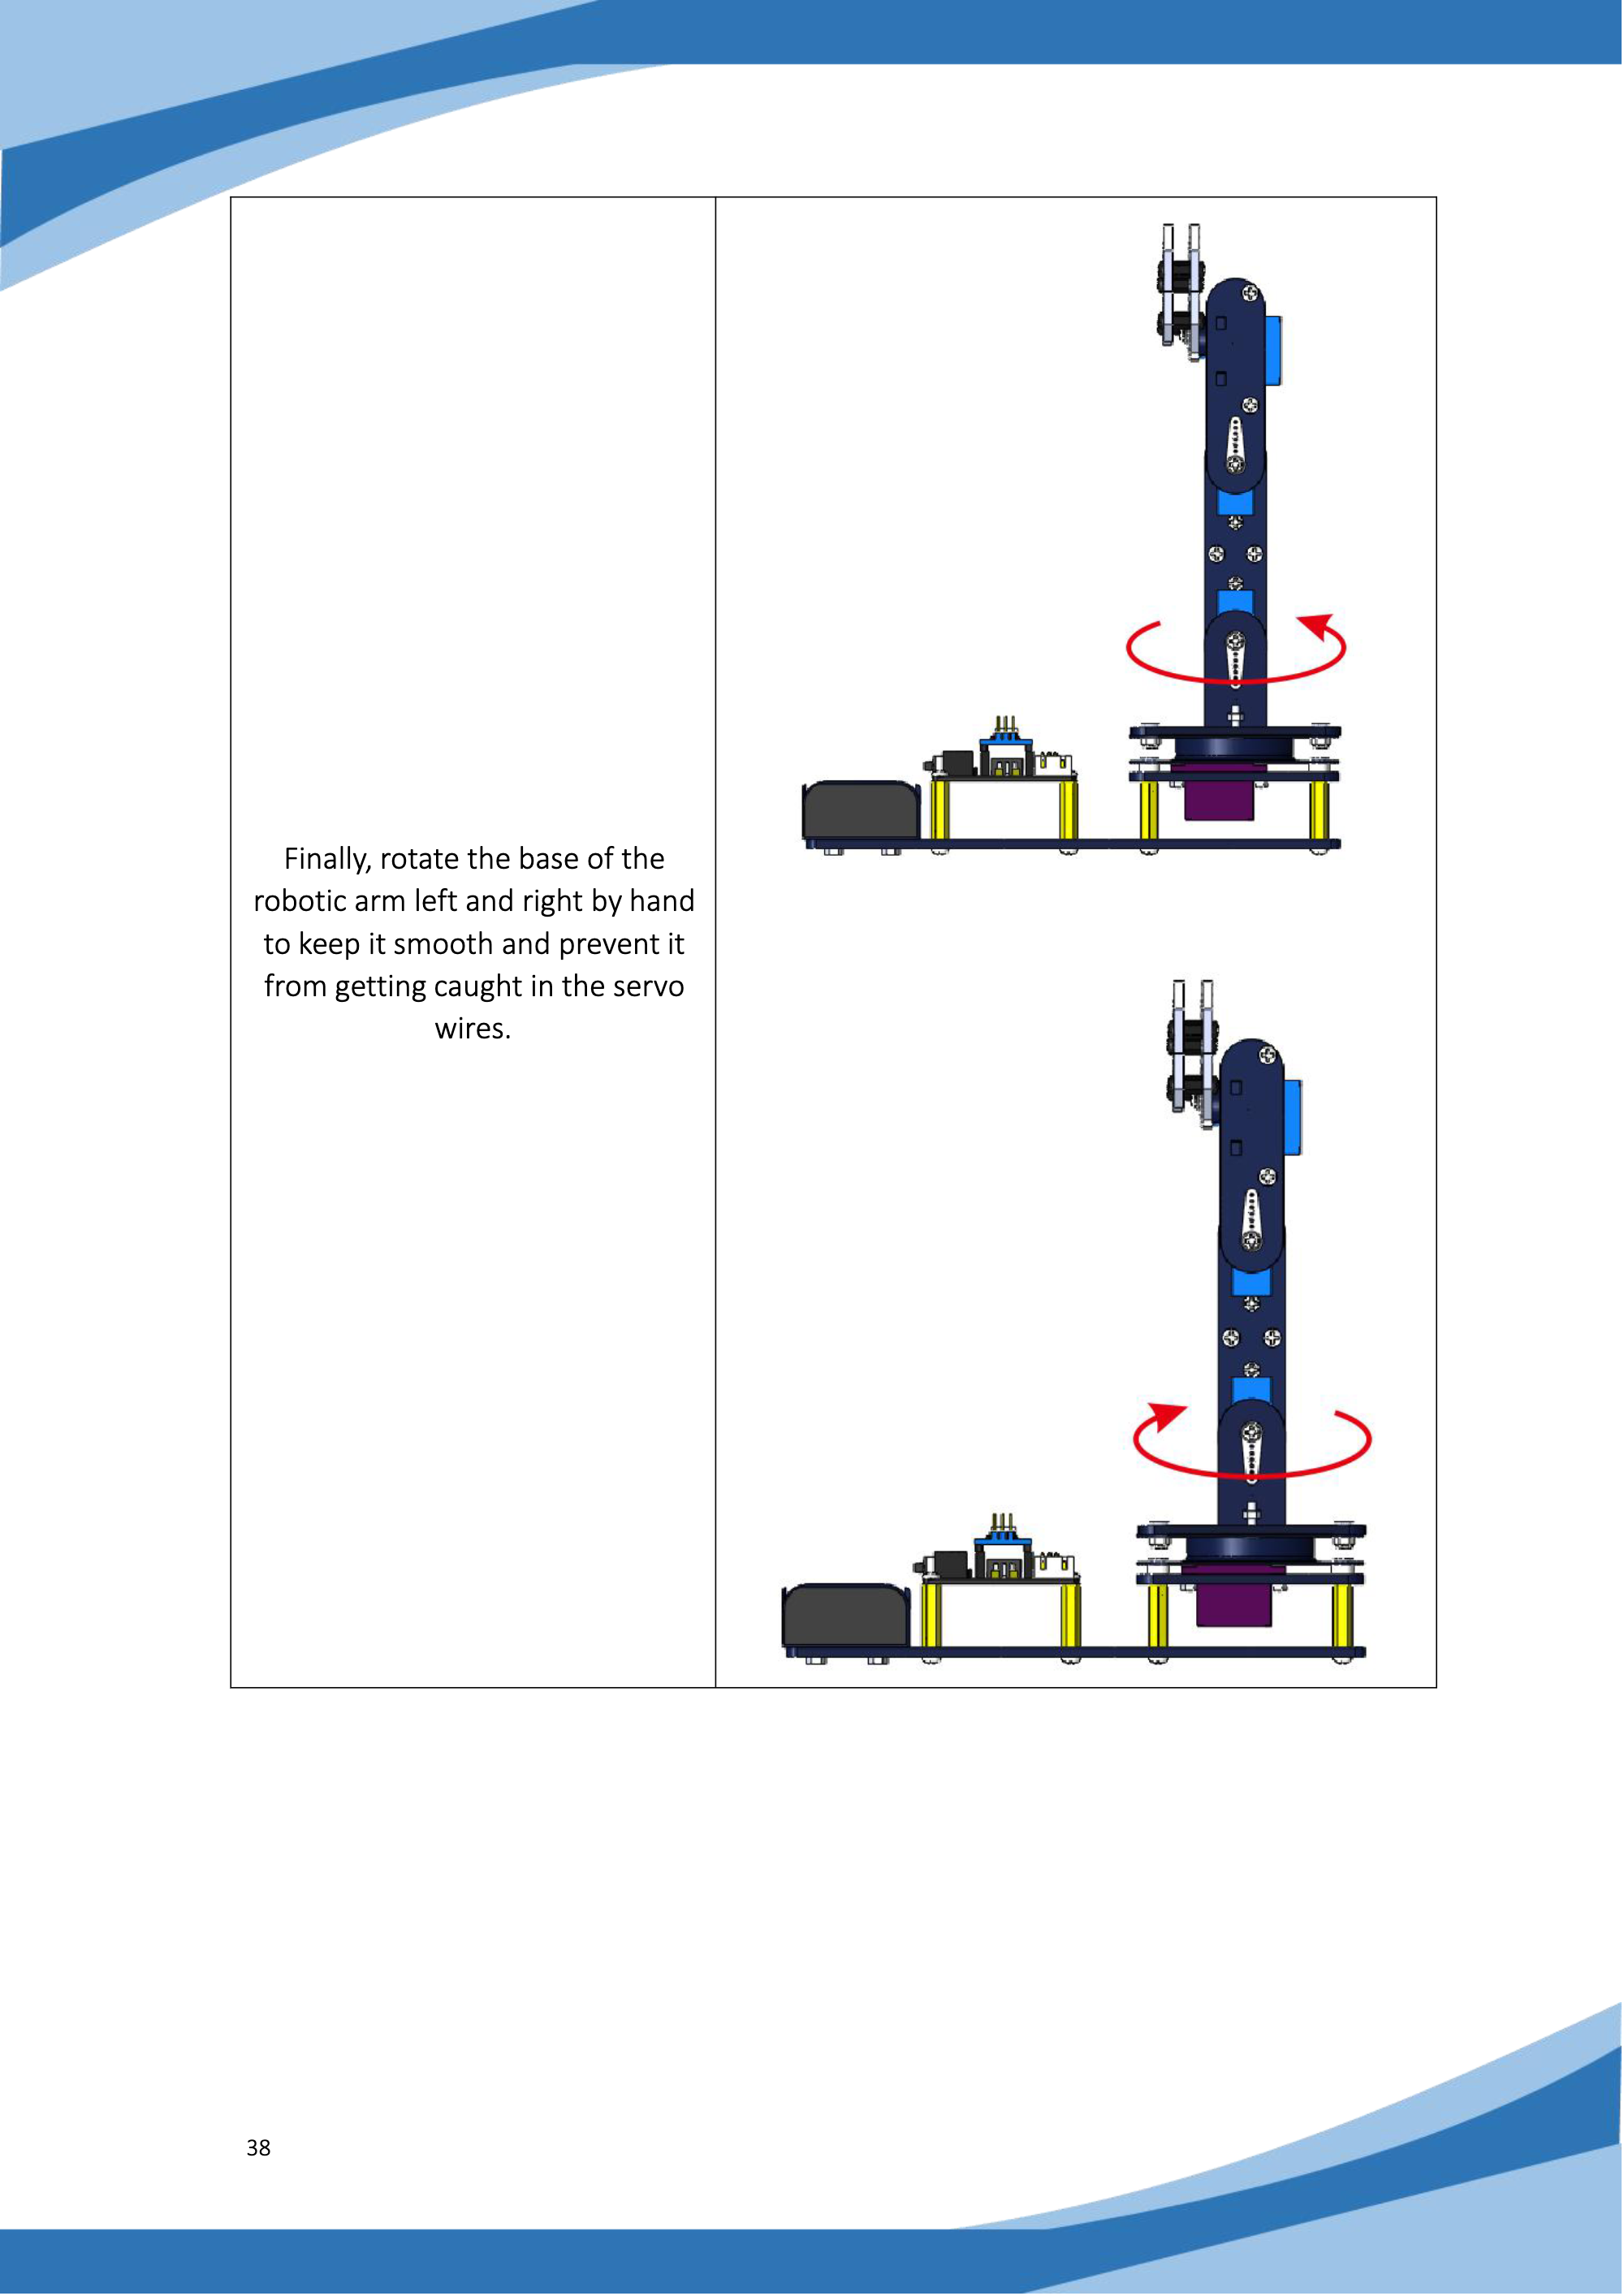 Finally, rotate the base of the
robotic arm left and right by hand
to keep it smooth and prevent it
from getting caught in the servo
wires.
38